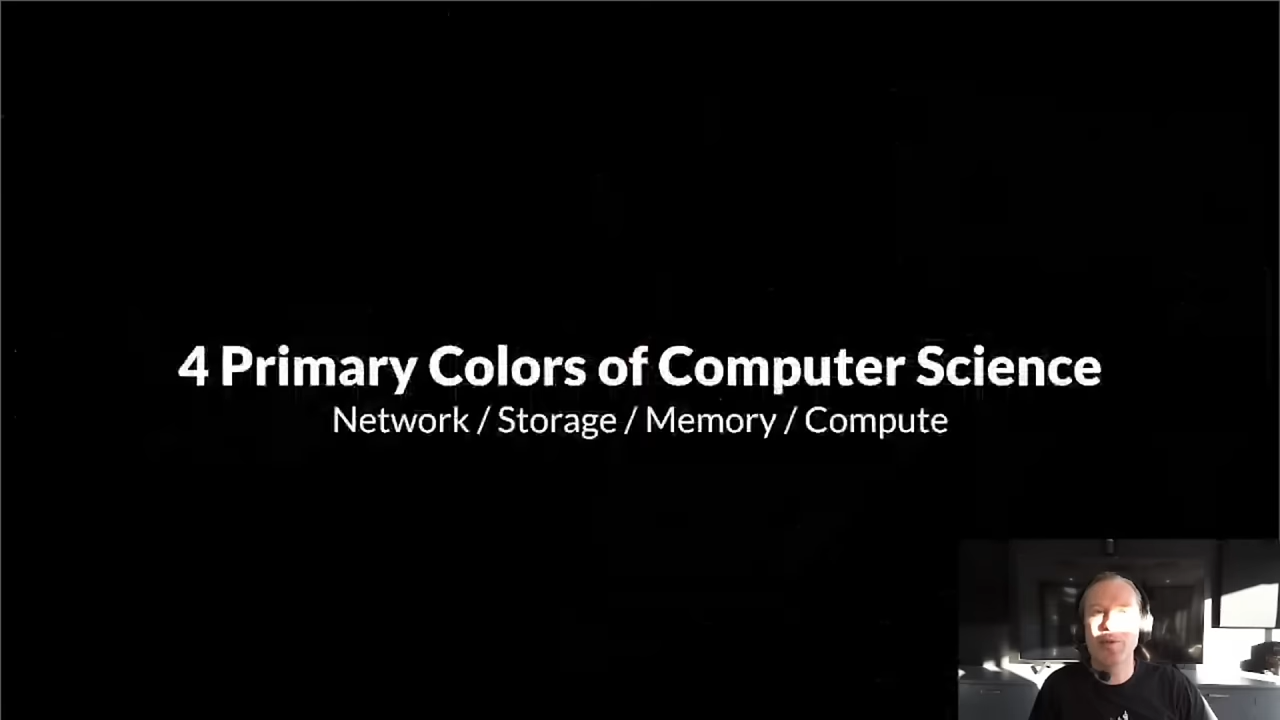 4 Primary Colors of Computer Science
Network / Storage / Memory / Compute